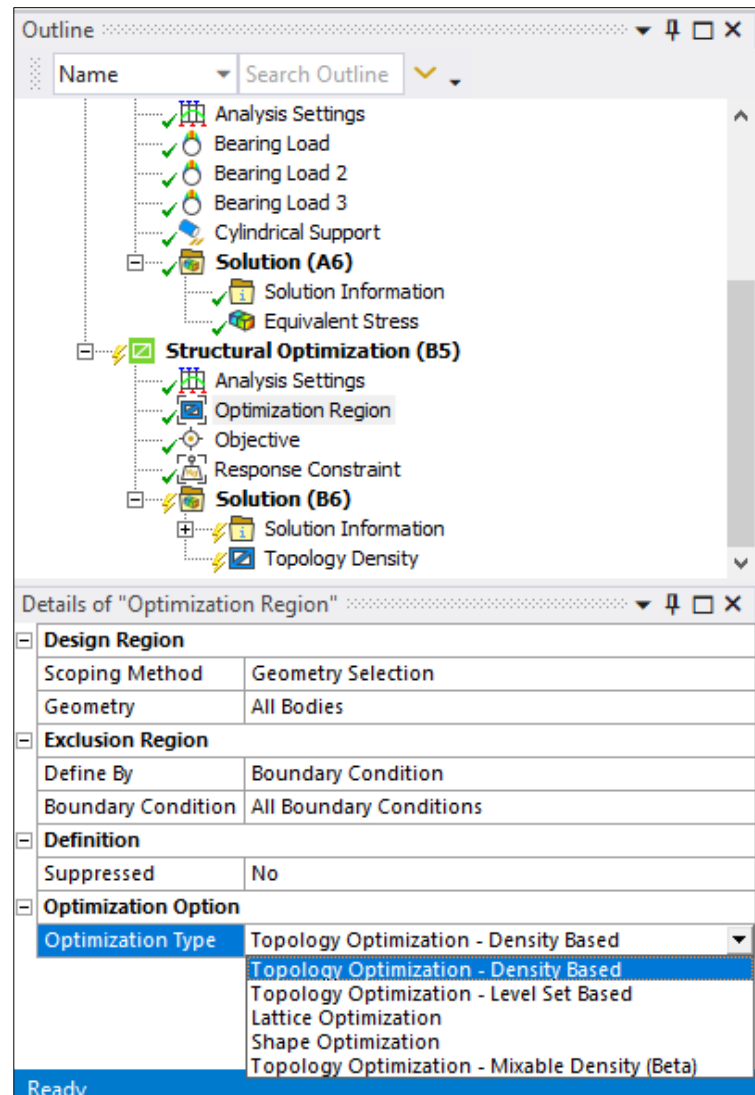 Outline
Name Search Outline
Analysis Settings
Bearing Load
Bearing Load 2
Bearing Load 3
Cylindrical Support
Solution (A6)
Solution Information
Equivalent Stress
Structural Optimization (B5)
Analysis Settings
Optimization Region
Objective
Response Constraint
Solution (B6)
Solution Information
Topology Density
Details of "Optimization Region"
Design Region
Scoping Method Geometry Selection
Geometry All Bodies
Exclusion Region
Define By Boundary Condition
Boundary Condition All Boundary Conditions
Definition
Suppressed No
Optimization Option
Optimization Type Topology Optimization - Density Based
Topology Optimization - Density Based
Topology Optimization - Level Set Based
Lattice Optimization
Shape Optimization
Topology Optimization - Mixable Density (Beta)
Ready